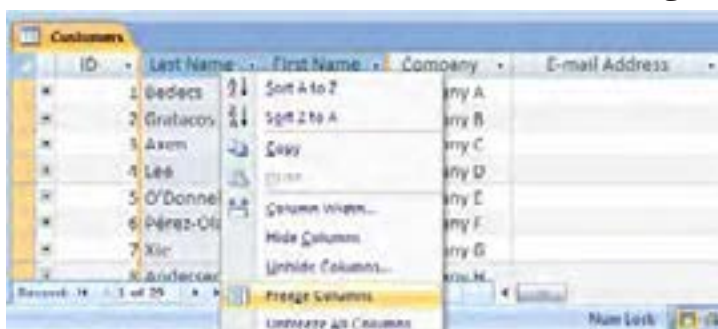 Customers
ID Last Name First Name Company E-mail Address
1 Bedecs Sort A to Z any A
2 Gratacos Sort Z to A any B
3 Axen Copy any C
4 Lee any D
5 O'Donnel Column Width... any E
6 Pérez-Ola Hide Columns any F
7 Xie Unhide Columns... any G
8 Andersen any H
Record: 1 of 29 Freeze Columns
Unfreeze All Columns Num Lock